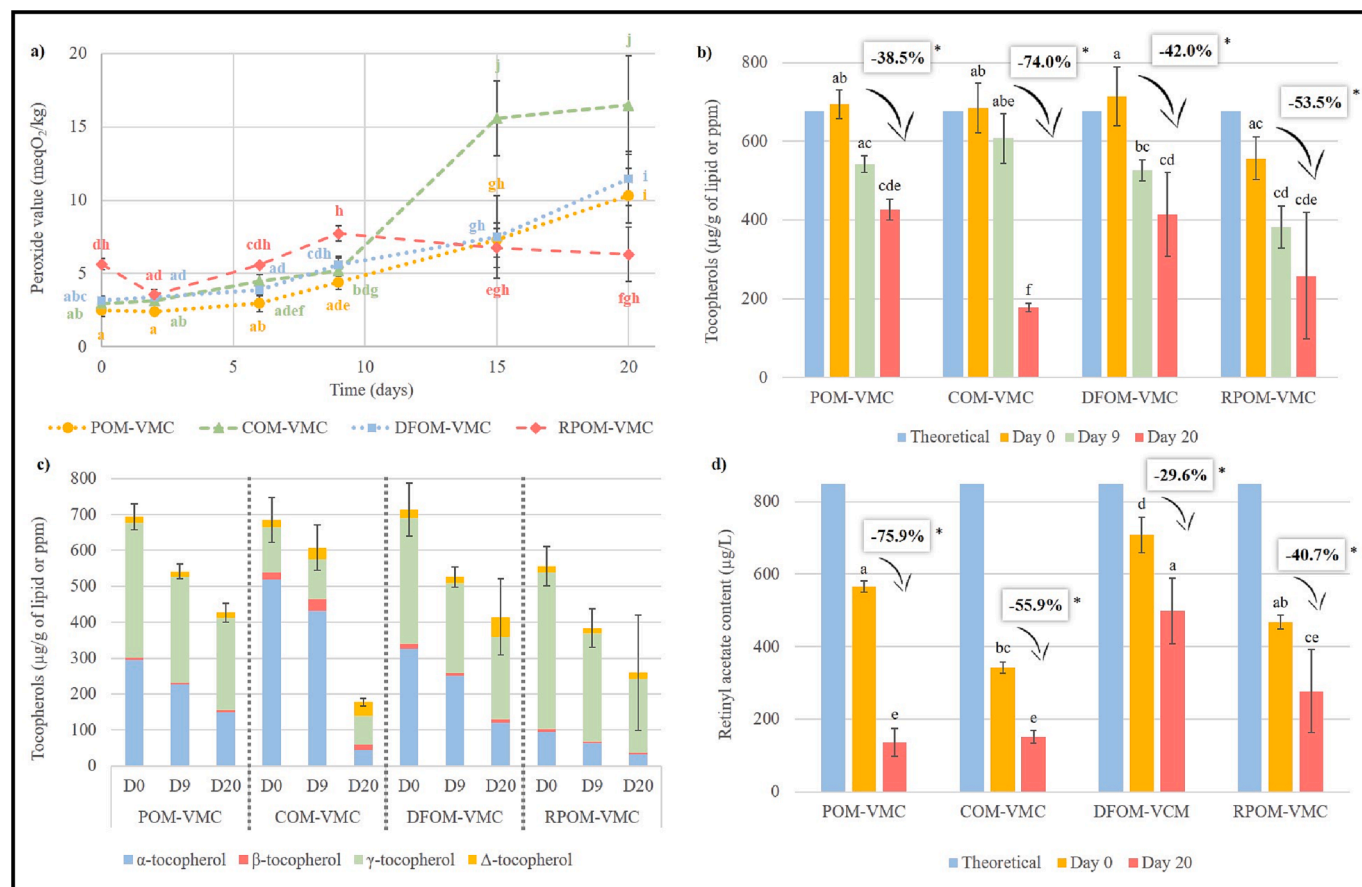 a)
20
15
10
5
0
Peroxide value (meqO₂/kg)
j
j
gh
i
i
h
dh
cdh
gh
cdh
ad
ad
ad
abc
ab
ab
adef
ade
bdg
egh
fgh
a
a
ab
0
5
10
15
20
Time (days)
POM-VMC
COM-VMC
DFOM-VMC
RPOM-VMC
b)
800
600
400
200
0
Tocopherols (µg/g of lipid or ppm)
-38.5% *
-74.0% *
-42.0% *
-53.5% *
ab
ac
cde
ab
abe
f
a
bc
cd
ab
cd
cde
POM-VMC
COM-VMC
DFOM-VMC
RPOM-VMC
Theoretical
Day 0
Day 9
Day 20
c)
800
700
600
500
400
300
200
100
0
Tocopherols (µg/g of lipid or ppm)
D0 D9 D20 D0 D9 D20 D0 D9 D20 D0 D9 D20
POM-VMC COM-VMC DFOM-VMC RPOM-VMC
α-tocopherol
β-tocopherol
γ-tocopherol
Δ-tocopherol
d)
800
600
400
200
0
Retinyl acetate content (µg/L)
-75.9% *
-55.9% *
-29.6% *
-40.7% *
a
e
bc
e
d
a
ab
ce
POM-VMC
COM-VMC
DFOM-VCM
RPOM-VMC
Theoretical
Day 0
Day 20